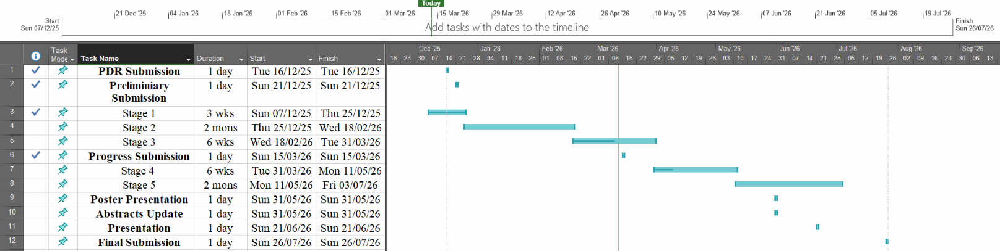 Today
21 Dec '25 04 Jan '26 18 Jan '26 01 Feb '26 15 Feb '26 01 Mar '26 15 Mar '26 29 Mar '26 12 Apr '26 26 Apr '26 10 May '26 24 May '26 07 Jun '26 21 Jun '26 05 Jul '26 19 Jul '26
Start
Sun 07/12/25
Add tasks with dates to the timeline
Finish
Sun 26/07/26
Task Mode Task Name Duration Start Finish
Dec '25 Jan '26 Feb '26 Mar '26 Apr '26 May '26 Jun '26 Jul '26 Aug '26 Sep '26
16 23 30 07 14 21 28 04 11 18 25 01 08 15 22 01 08 15 22 29 05 12 19 26 03 10 17 24 31 07 14 21 28 05 12 19 26 02 09 16 23 30 06 13
1 PDR Submission 1 day Tue 16/12/25 Tue 16/12/25
2 Preliminiary Submission 1 day Sun 21/12/25 Sun 21/12/25
3 Stage 1 3 wks Sun 07/12/25 Thu 25/12/25
4 Stage 2 2 mons Thu 25/12/25 Wed 18/02/26
5 Stage 3 6 wks Wed 18/02/26 Tue 31/03/26
6 Progress Submission 1 day Sun 15/03/26 Sun 15/03/26
7 Stage 4 6 wks Tue 31/03/26 Mon 11/05/26
8 Stage 5 2 mons Mon 11/05/26 Fri 03/07/26
9 Poster Presentation 1 day Sun 31/05/26 Sun 31/05/26
10 Abstracts Update 1 day Sun 31/05/26 Sun 31/05/26
11 Presentation 1 day Sun 21/06/26 Sun 21/06/26
12 Final Submission 1 day Sun 26/07/26 Sun 26/07/26